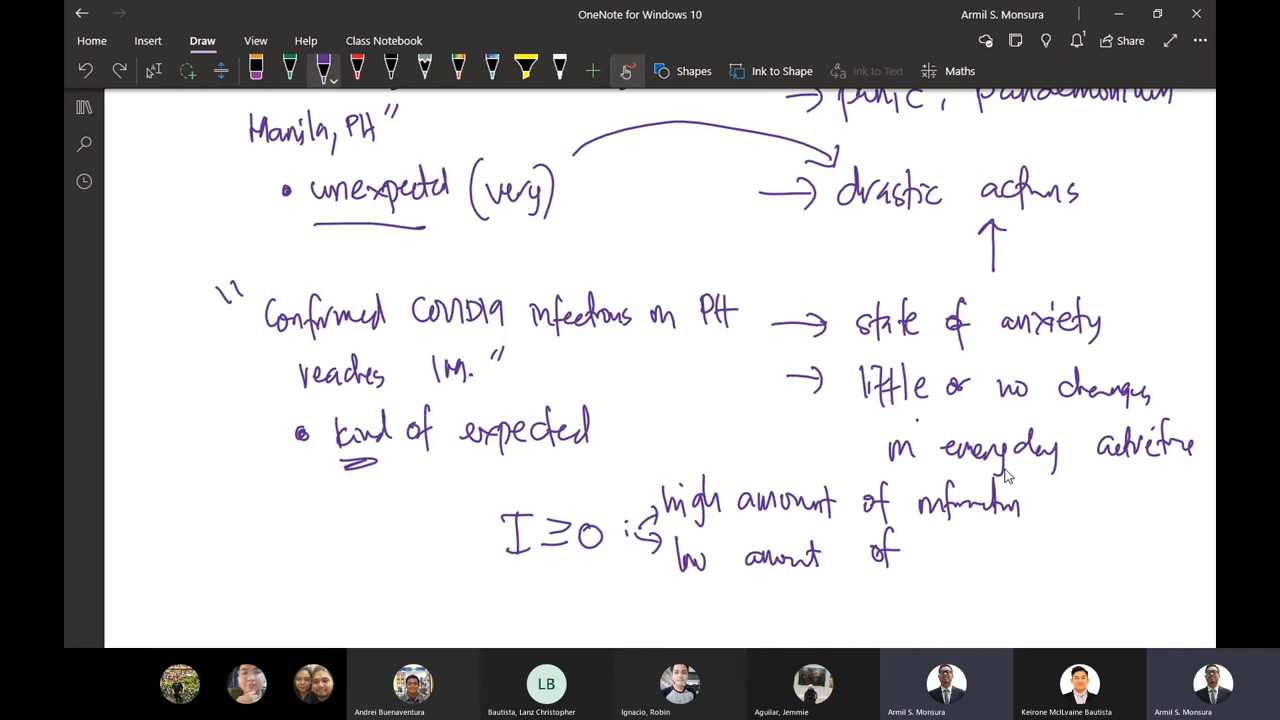 OneNote for Windows 10
Armil S. Monsura
Home Insert Draw View Help Class Notebook
Share
Shapes Ink to Shape Ink to Text Maths
→ panic, pandemonium
Manila, PH"
• unexpected (very)
→ drastic actions
"Confirmed COVID19 infections in PH
reaches 1M."
→ state of anxiety
→ little or no changes
in everyday
• kind of expected
I ≥ 0 : high amount of information
low amount of
Andrei Buenaventura
LB
Bautista, Lanz Christopher
Ignacio, Robin
Aguilar, Jemmie
Armil S. Monsura
Keirone McIlvaine Bautista
Armil S. Monsura